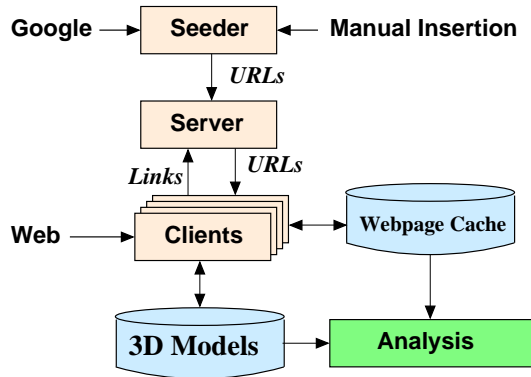 Google
Seeder
Manual Insertion
URLs
Server
Links
URLs
Web
Clients
Webpage Cache
3D Models
Analysis